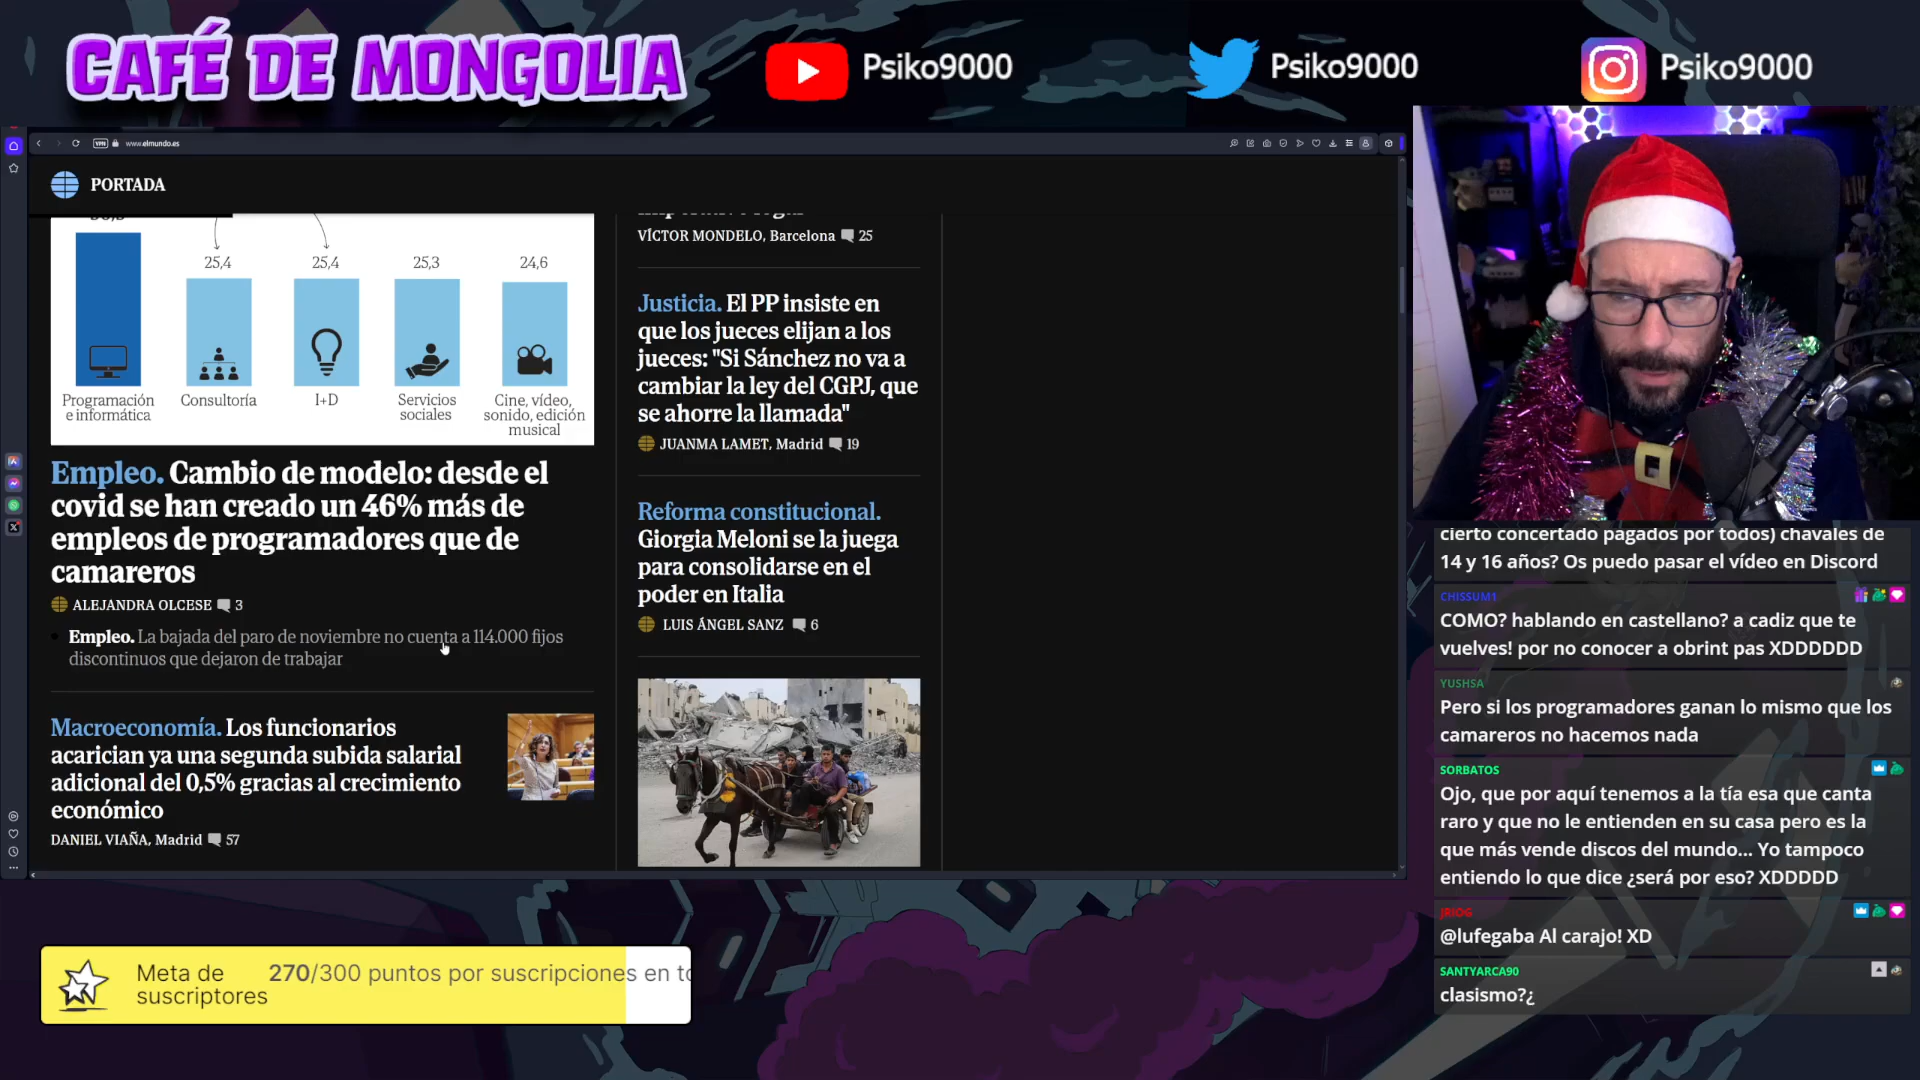 CAFÉ DE MONGOLIA
Psiko9000
Psiko9000
Psiko9000
VPN
www.elmundo.es
PORTADA
25,4
25,4
25,3
24,6
Programación
e informática
Consultoría
I+D
Servicios
sociales
Cine, vídeo,
sonido, edición
musical
Empleo. Cambio de modelo: desde el
covid se han creado un 46% más de
empleos de programadores que de
camareros
ALEJANDRA OLCESE 3
Empleo. La bajada del paro de noviembre no cuenta a 114.000 fijos
discontinuos que dejaron de trabajar
Macroeconomía. Los funcionarios
acarician ya una segunda subida salarial
adicional del 0,5% gracias al crecimiento
económico
DANIEL VIAÑA, Madrid 57
VÍCTOR MONDELO, Barcelona 25
Justicia. El PP insiste en
que los jueces elijan a los
jueces: "Si Sánchez no va a
cambiar la ley del CGPJ, que
se ahorre la llamada"
JUANMA LAMET, Madrid 19
Reforma constitucional.
Giorgia Meloni se la juega
para consolidarse en el
poder en Italia
LUIS ÁNGEL SANZ 6
cierto concertado pagados por todos) chavales de
14 y 16 años? Os puedo pasar el vídeo en Discord
CHISSUM1
COMO? hablando en castellano? a cadiz que te
vuelves! por no conocer a obrint pas XDDDDDD
YUSHSA
Pero si los programadores ganan lo mismo que los
camareros no hacemos nada
SORBATOS
Ojo, que por aquí tenemos a la tía esa que canta
raro y que no le entienden en su casa pero es la
que más vende discos del mundo... Yo tampoco
entiendo lo que dice ¿será por eso? XDDDDD
JRIOG
@lufegaba Al carajo! XD
SANTYARCA90
clasismo?¿
Meta de
suscriptores
270/300 puntos por suscripciones en to